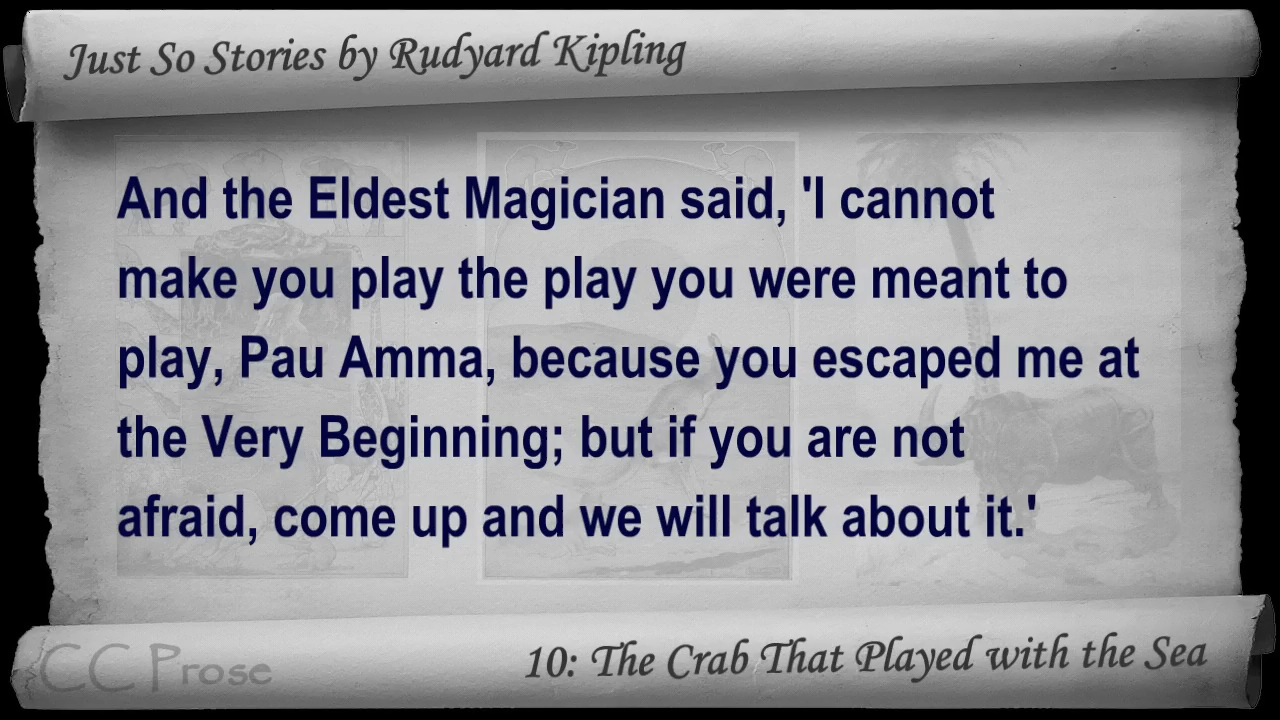 Just So Stories by Rudyard Kipling
And the Eldest Magician said, 'I cannot
make you play the play you were meant to
play, Pau Amma, because you escaped me at
the Very Beginning; but if you are not
afraid, come up and we will talk about it.'
CC Prose
10: The Crab That Played with the Sea